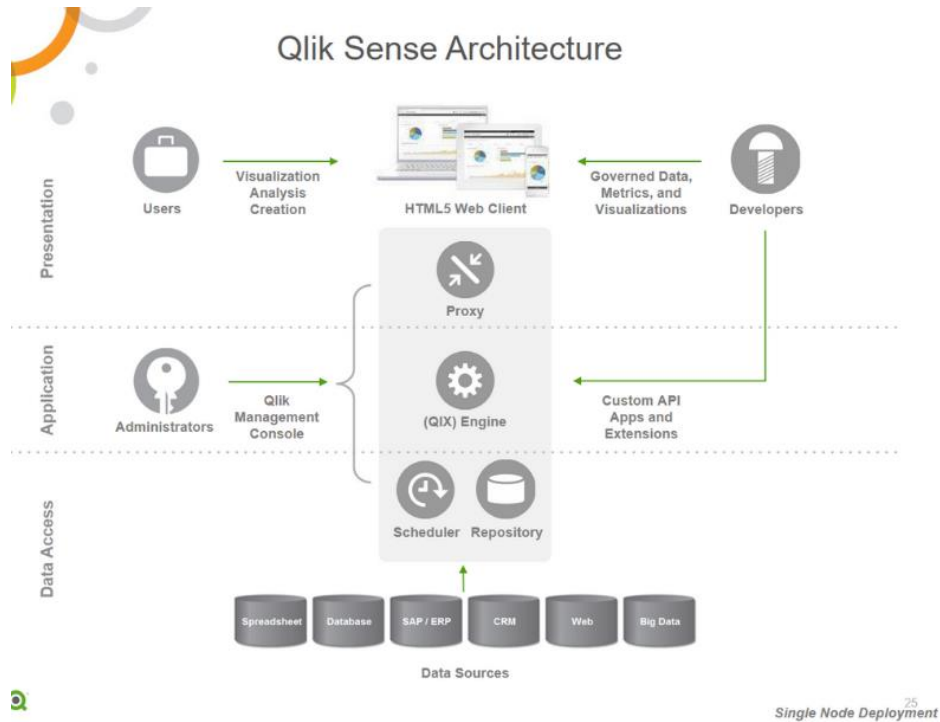 Qlik Sense Architecture
Presentation
Users
Visualization
Analysis
Creation
HTML5 Web Client
Governed Data,
Metrics, and
Visualizations
Developers
Proxy
Application
Administrators
Qlik
Management
Console
(QIX) Engine
Custom API
Apps and
Extensions
Data Access
Scheduler
Repository
Spreadsheet
Database
SAP / ERP
CRM
Web
Big Data
Data Sources
25
Single Node Deployment